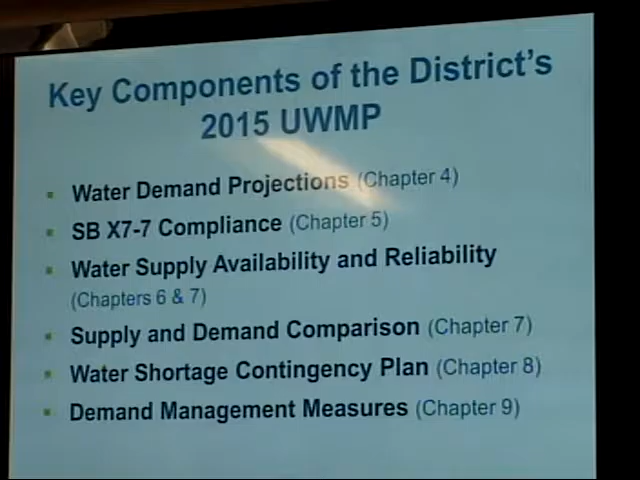 Key Components of the District's
2015 UWMP
▪ Water Demand Projections (Chapter 4)
▪ SB X7-7 Compliance (Chapter 5)
▪ Water Supply Availability and Reliability
(Chapters 6 & 7)
▪ Supply and Demand Comparison (Chapter 7)
▪ Water Shortage Contingency Plan (Chapter 8)
▪ Demand Management Measures (Chapter 9)